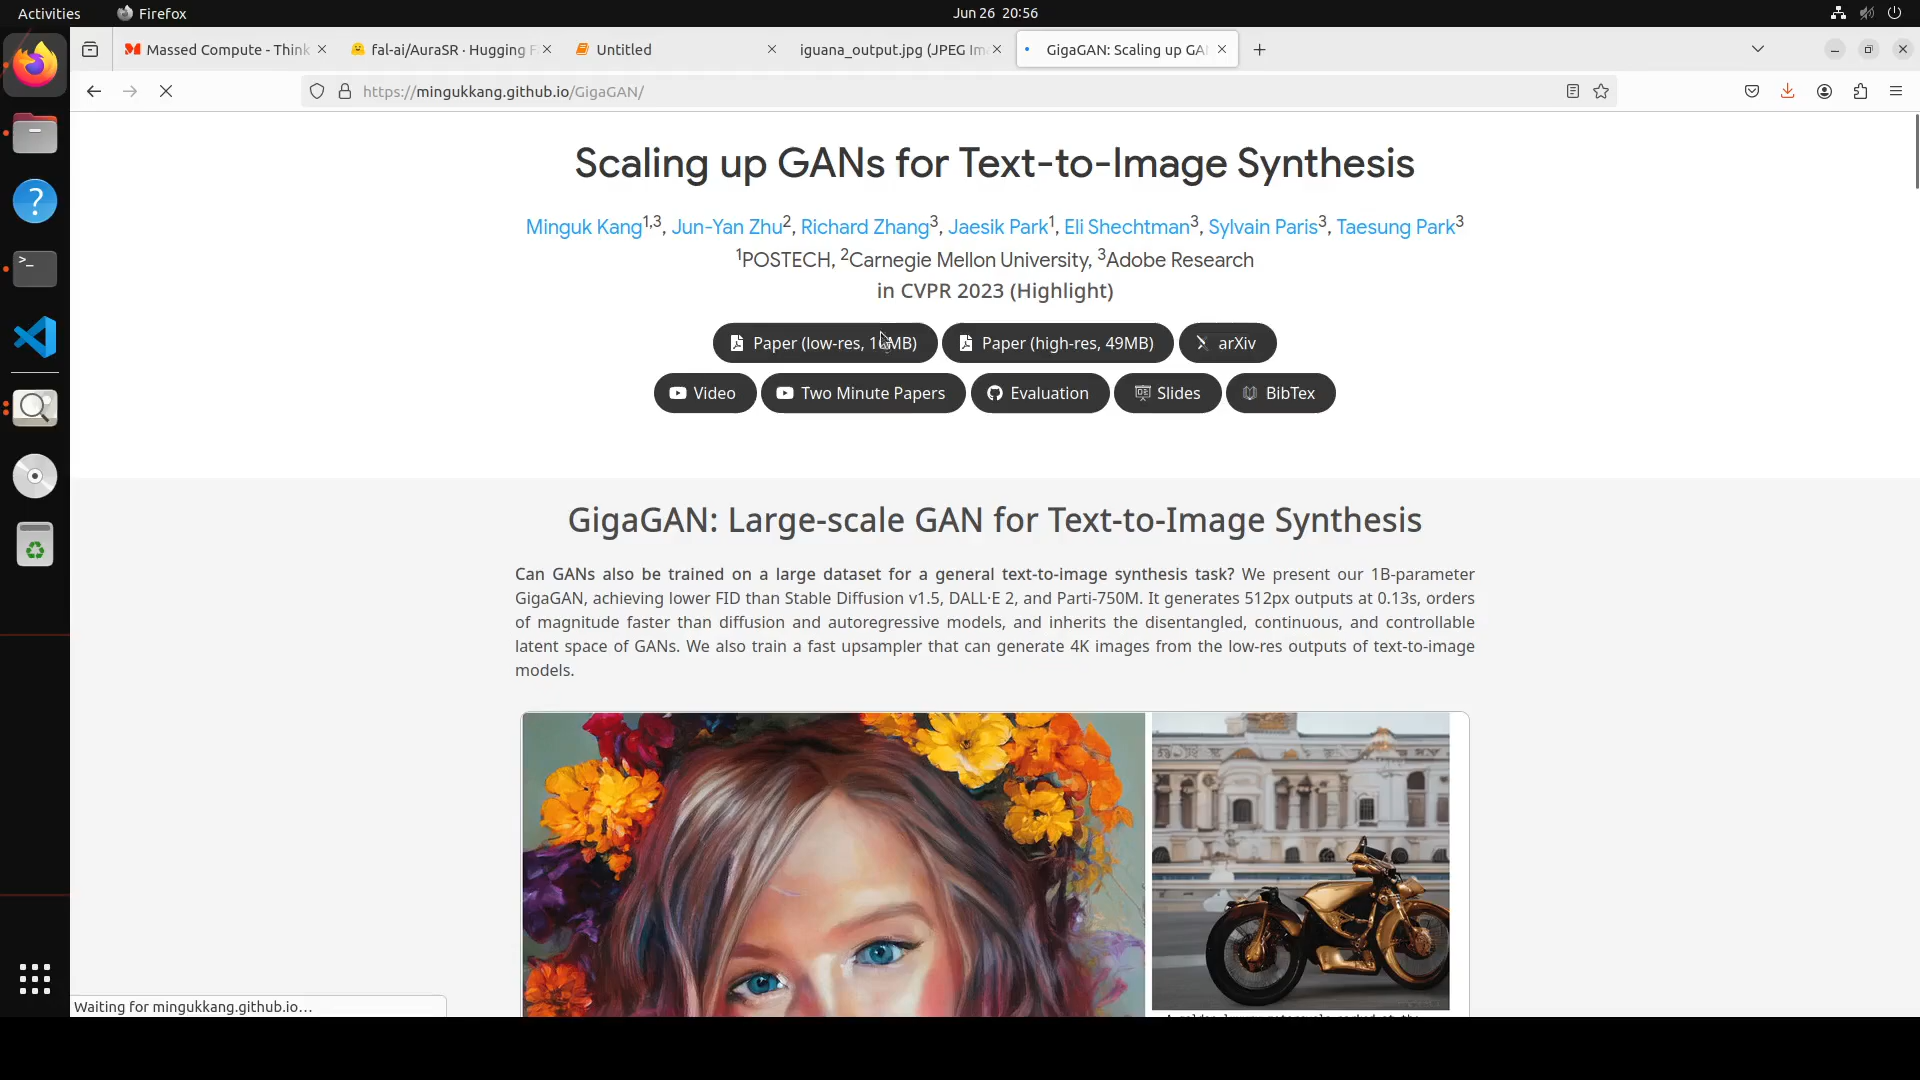 Activities
Firefox
Jun 26 20:56
Massed Compute - Think
fal-ai/AuraSR · Hugging F
Untitled
iguana_output.jpg (JPEG Im
GigaGAN: Scaling up GA
https://mingukkang.github.io/GigaGAN/
Scaling up GANs for Text-to-Image Synthesis
Minguk Kang1,3, Jun-Yan Zhu2, Richard Zhang3, Jaesik Park1, Eli Shechtman3, Sylvain Paris3, Taesung Park3
1POSTECH, 2Carnegie Mellon University, 3Adobe Research
in CVPR 2023 (Highlight)
Paper (low-res, MB)
Paper (high-res, 49MB)
arXiv
Video
Two Minute Papers
Evaluation
Slides
BibTex
GigaGAN: Large-scale GAN for Text-to-Image Synthesis
Can GANs also be trained on a large dataset for a general text-to-image synthesis task? We present our 1B-parameter
GigaGAN, achieving lower FID than Stable Diffusion v1.5, DALL·E 2, and Parti-750M. It generates 512px outputs at 0.13s, orders
of magnitude faster than diffusion and autoregressive models, and inherits the disentangled, continuous, and controllable
latent space of GANs. We also train a fast upsampler that can generate 4K images from the low-res outputs of text-to-image
models.
Waiting for mingukkang.github.io…